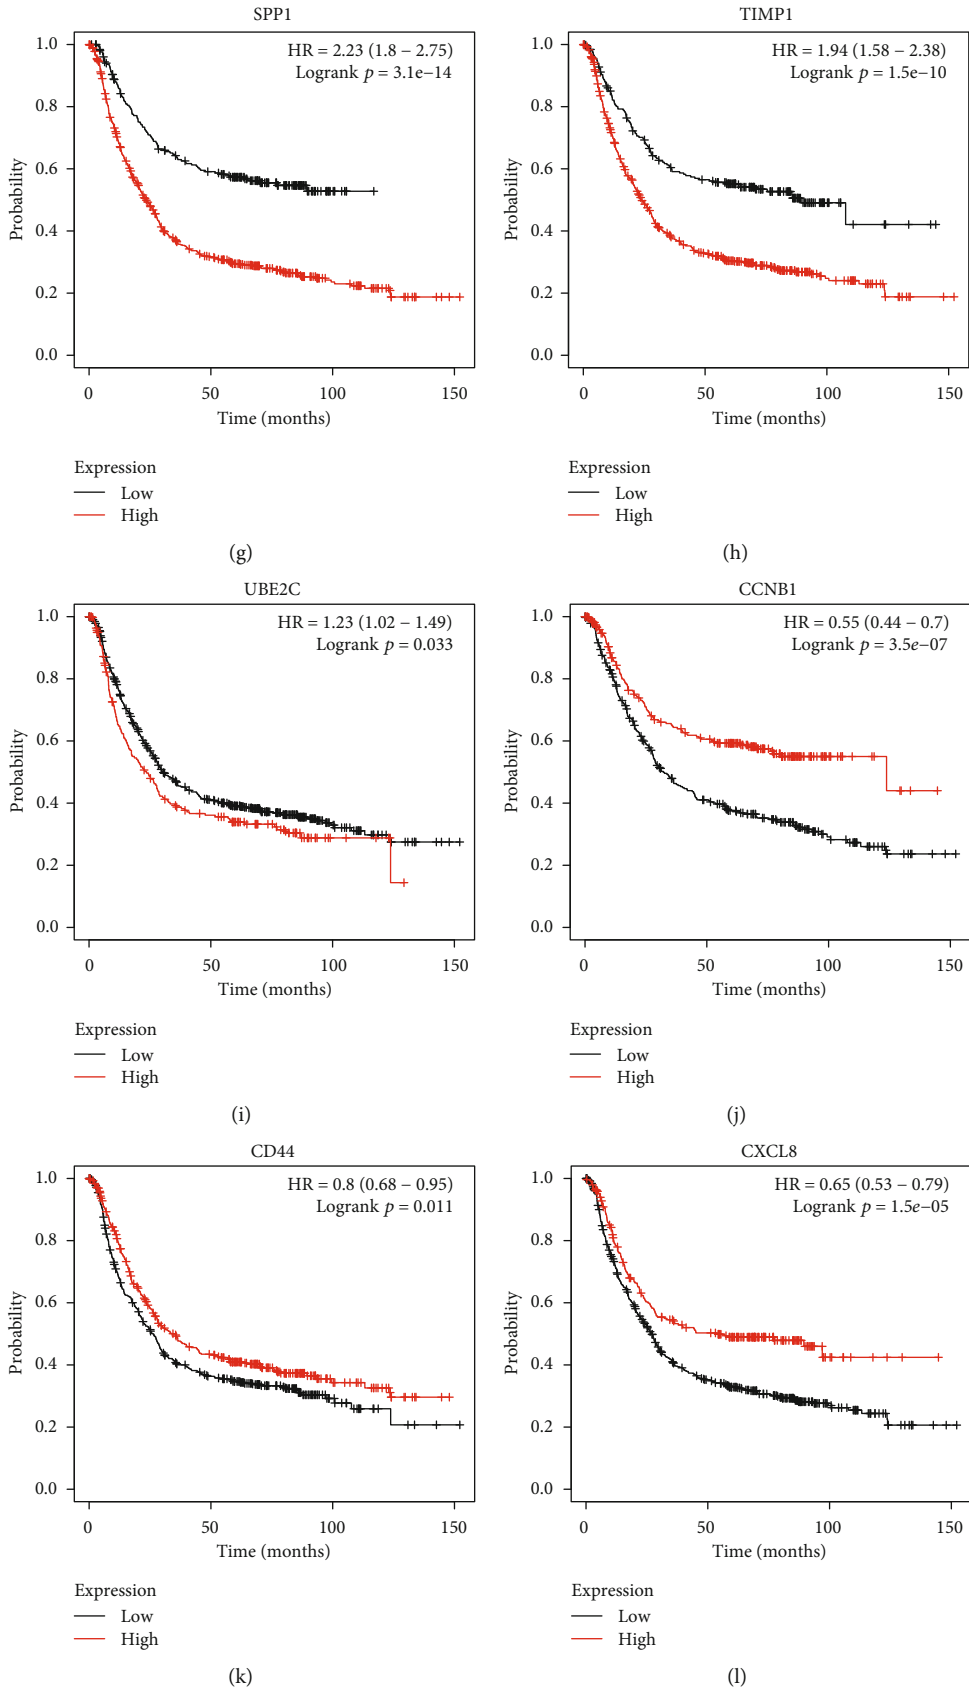 SPP1
HR = 2.23 (1.8 – 2.75)
Logrank p = 3.1e−14
1.0
0.8
0.6
0.4
0.2
0.0
Probability
0 50 100 150
Time (months)
Expression
Low
High
(g)
TIMP1
HR = 1.94 (1.58 – 2.38)
Logrank p = 1.5e−10
1.0
0.8
0.6
0.4
0.2
0.0
Probability
0 50 100 150
Time (months)
Expression
Low
High
(h)
UBE2C
HR = 1.23 (1.02 – 1.49)
Logrank p = 0.033
1.0
0.8
0.6
0.4
0.2
0.0
Probability
0 50 100 150
Time (months)
Expression
Low
High
(i)
CCNB1
HR = 0.55 (0.44 – 0.7)
Logrank p = 3.5e−07
1.0
0.8
0.6
0.4
0.2
0.0
Probability
0 50 100 150
Time (months)
Expression
Low
High
(j)
CD44
HR = 0.8 (0.68 – 0.95)
Logrank p = 0.011
1.0
0.8
0.6
0.4
0.2
0.0
Probability
0 50 100 150
Time (months)
Expression
Low
High
(k)
CXCL8
HR = 0.65 (0.53 – 0.79)
Logrank p = 1.5e−05
1.0
0.8
0.6
0.4
0.2
0.0
Probability
0 50 100 150
Time (months)
Expression
Low
High
(l)